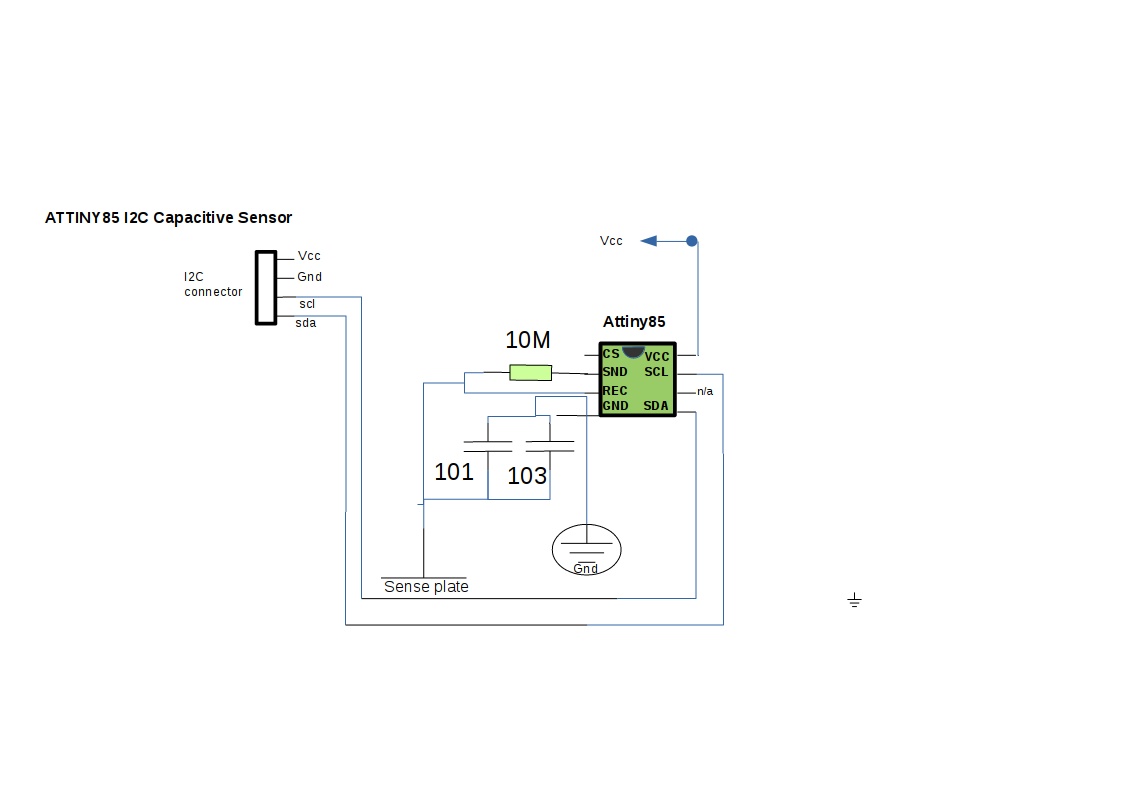 ATTINY85 I2C Capacitive Sensor
Vcc
Vcc
I2C
connector
Gnd
scl
sda
Attiny85
10M
CS
VCC
SND
SCL
REC
n/a
GND
SDA
101
103
Gnd
Sense plate